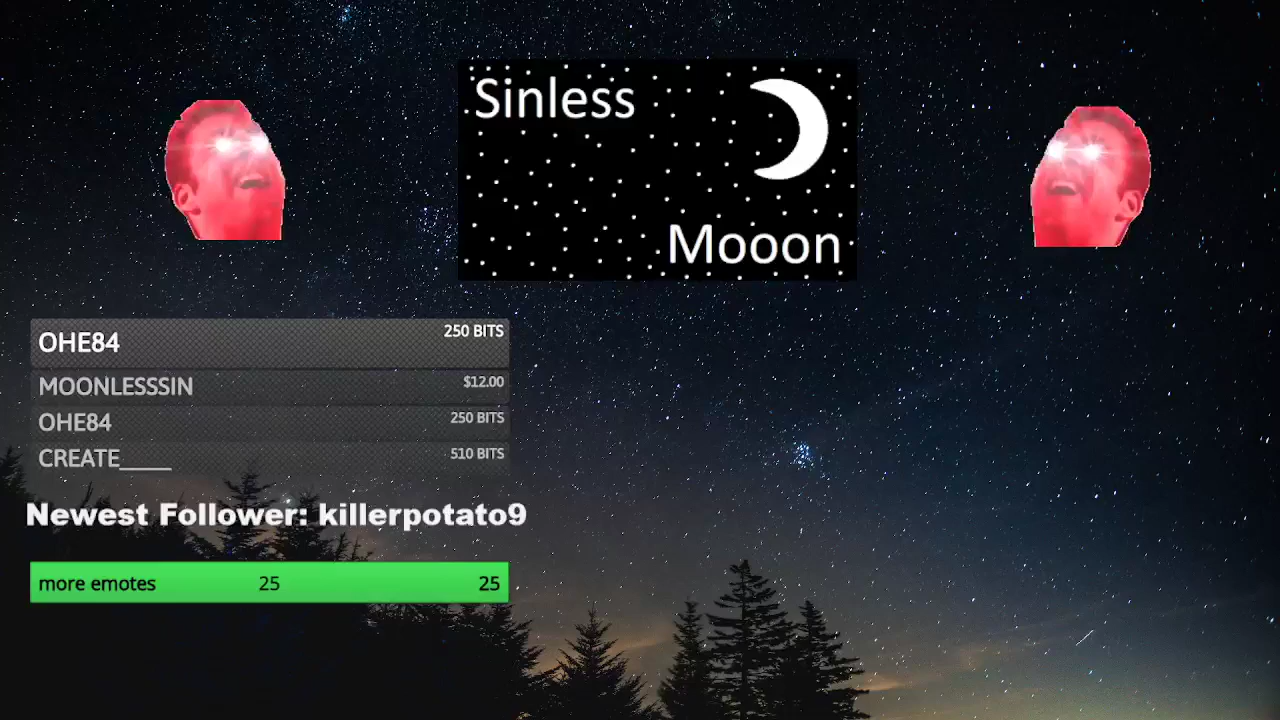 Sinless
Mooon
OHE84 250 BITS
MOONLESSSIN $12.00
OHE84 250 BITS
CREATE_____ 510 BITS
Newest Follower: killerpotato9
more emotes 25 25